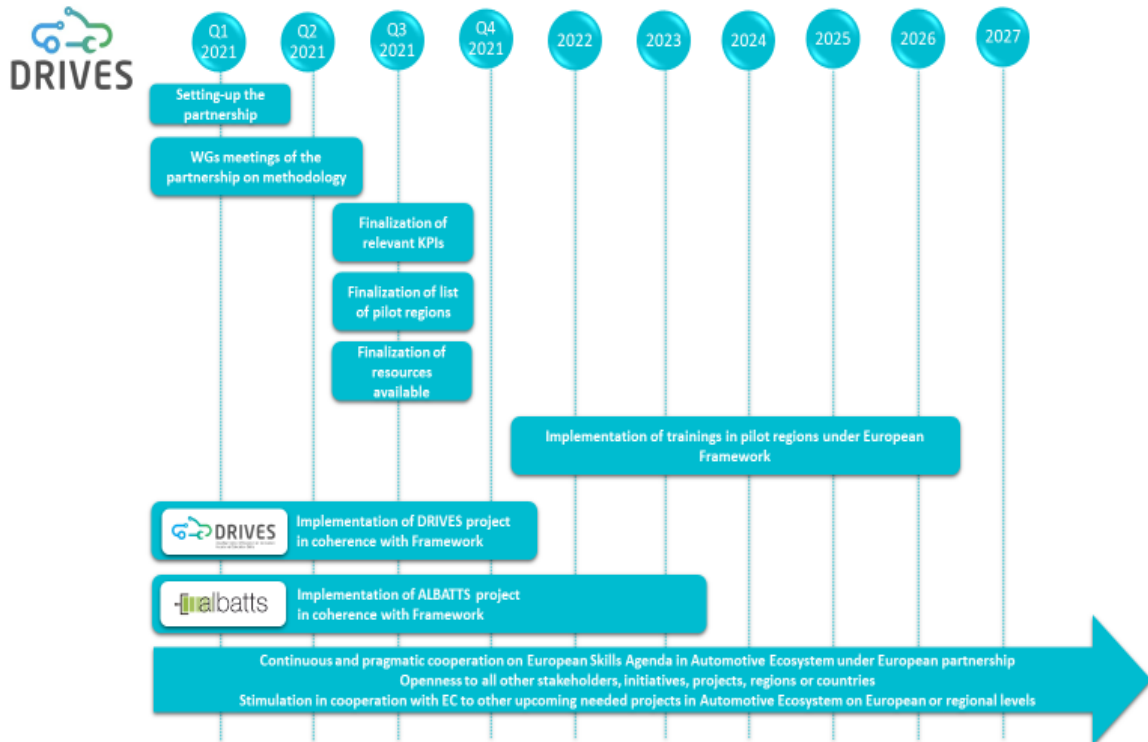 DRIVES
Q1
2021
Q2
2021
Q3
2021
Q4
2021
2022
2023
2024
2025
2026
2027
Setting-up the
partnership
WGs meetings of the
partnership on methodology
Finalization of
relevant KPIs
Finalization of list
of pilot regions
Finalization of
resources
available
Implementation of trainings in pilot regions under European
Framework
DRIVES
Implementation of DRIVES project
in coherence with Framework
albatts
Implementation of ALBATTS project
in coherence with Framework
Continuous and pragmatic cooperation on European Skills Agenda in Automotive Ecosystem under European partnership
Openness to all other stakeholders, initiatives, projects, regions or countries
Stimulation in cooperation with EC to other upcoming needed projects in Automotive Ecosystem on European or regional levels